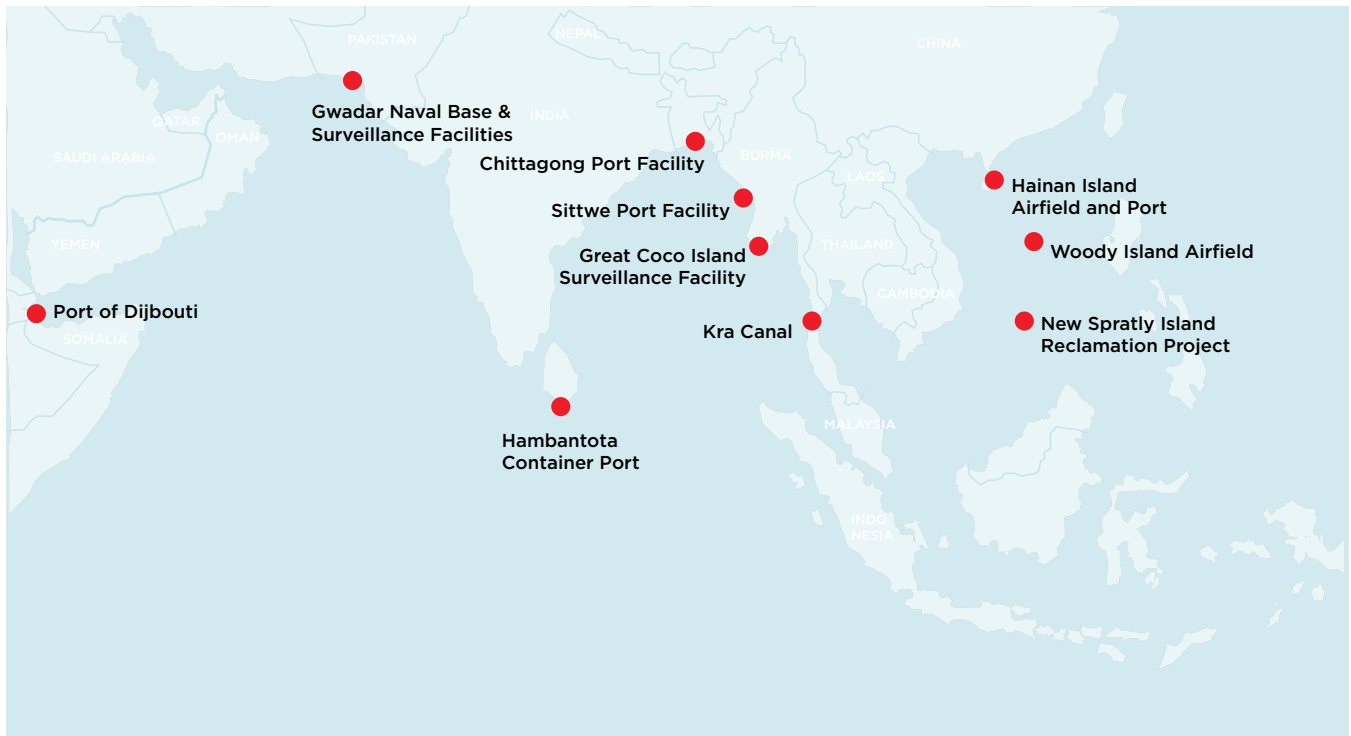 PAKISTAN
NEPAL
CHINA
Gwadar Naval Base &
Surveillance Facilities
QATAR
OMAN
INDIA
SAUDI ARABIA
Chittagong Port Facility
BURMA
LAOS
Hainan Island
Airfield and Port
Sittwe Port Facility
YEMEN
THAILAND
Great Coco Island
Surveillance Facility
Woody Island Airfield
CAMBODIA
Port of Dijbouti
SOMALIA
Kra Canal
New Spratly Island
Reclamation Project
MALAYSIA
Hambantota
Container Port
INDO
NESIA